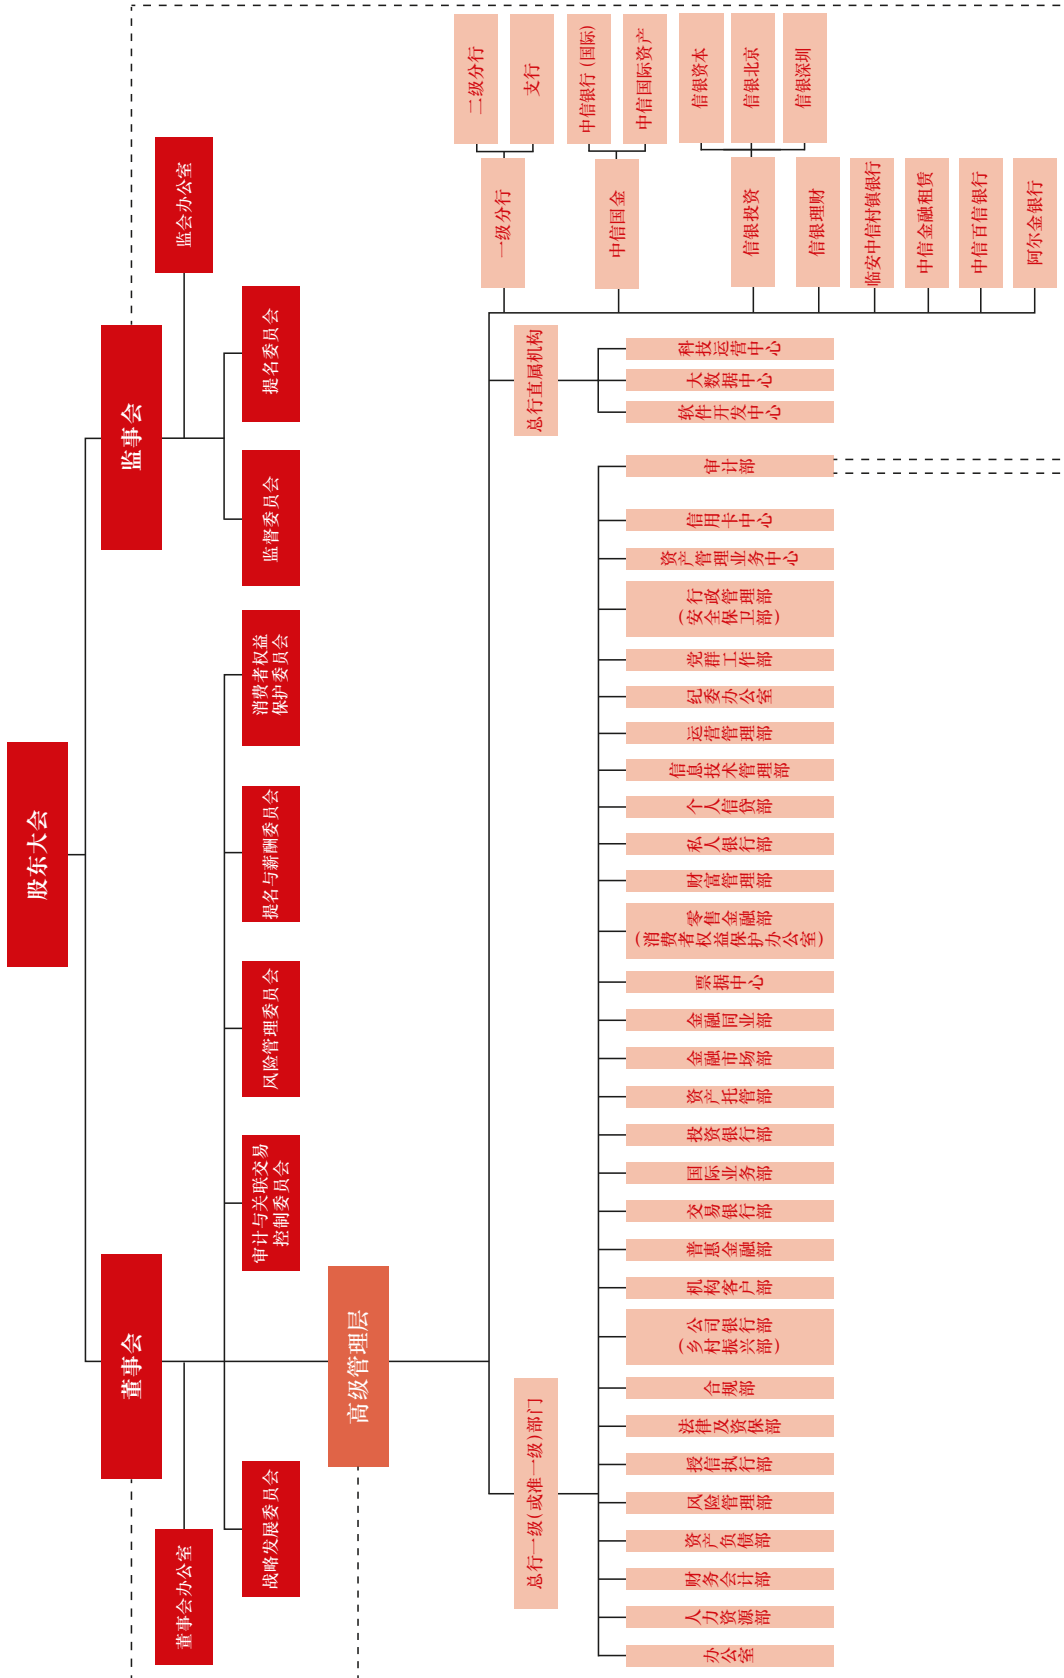 股东大会
董事会
监事会
董事会办公室
监会办公室
战略发展委员会
审计与关联交易
控制委员会
风险管理委员会
提名与薪酬委员会
消费者权益
保护委员会
监督委员会
提名委员会
高级管理层
总行一级(或准一级)部门
总行直属机构
一级分行
二级分行
支行
中信国金
中信银行 (国际)
中信国际资产
信银投资
信银资本
信银北京
信银深圳
信银理财
临安中信村镇银行
中信金融租赁
中信百信银行
阿尔金银行
办公室
人力资源部
财务会计部
资产负债部
风险管理部
授信执行部
法律及资保部
合规部
公司银行部
(乡村振兴部)
机构客户部
普惠金融部
交易银行部
国际业务部
投资银行部
资产托管部
金融市场部
金融同业部
票据中心
零售金融部
(消费者权益保护办公室)
财富管理部
私人银行部
个人信贷部
信息技术管理部
运营管理部
纪委办公室
党群工作部
行政管理部
(安全保卫部)
资产管理业务中心
信用卡中心
审计部
软件开发中心
大数据中心
科技运营中心